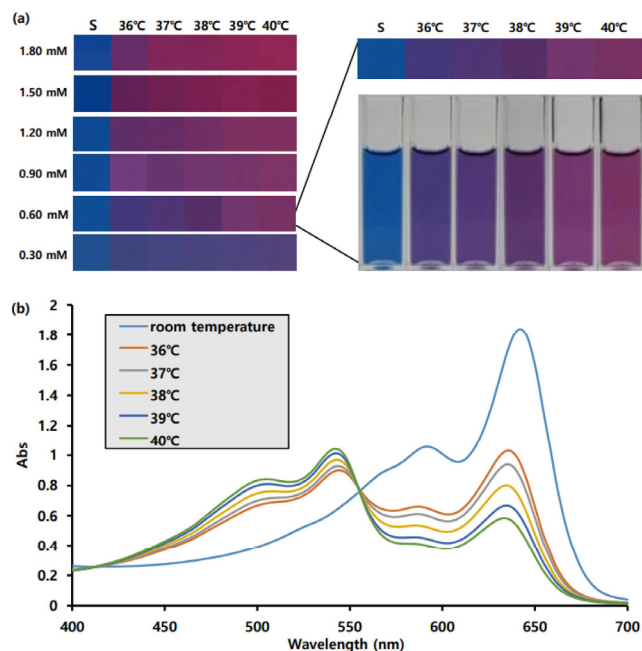 (a)
S 36℃ 37℃ 38℃ 39℃ 40℃
1.80 mM
1.50 mM
1.20 mM
0.90 mM
0.60 mM
0.30 mM
S 36℃ 37℃ 38℃ 39℃ 40℃
(b)
2
1.8
1.6
1.4
1.2
1
0.8
0.6
0.4
0.2
0
Abs
room temperature
36℃
37℃
38℃
39℃
40℃
400 450 500 550 600 650 700
Wavelength (nm)